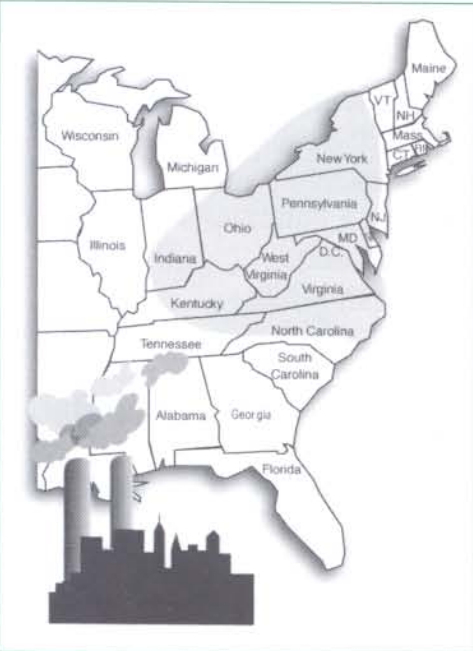 Maine
VT
NH
Wisconsin
Mass
RI
CT
New York
Michigan
Pennsylvania
NJ
Ohio
MD
D.C.
Illinois
Indiana
West
Virginia
Virginia
Kentucky
North Carolina
Tennessee
South
Carolina
Alabama
Georgia
Florida